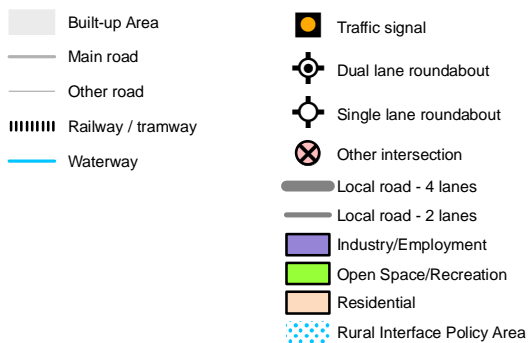 Built-up Area
Main road
Other road
Railway / tramway
Waterway
Traffic signal
Dual lane roundabout
Single lane roundabout
Other intersection
Local road - 4 lanes
Local road - 2 lanes
Industry/Employment
Open Space/Recreation
Residential
Rural Interface Policy Area